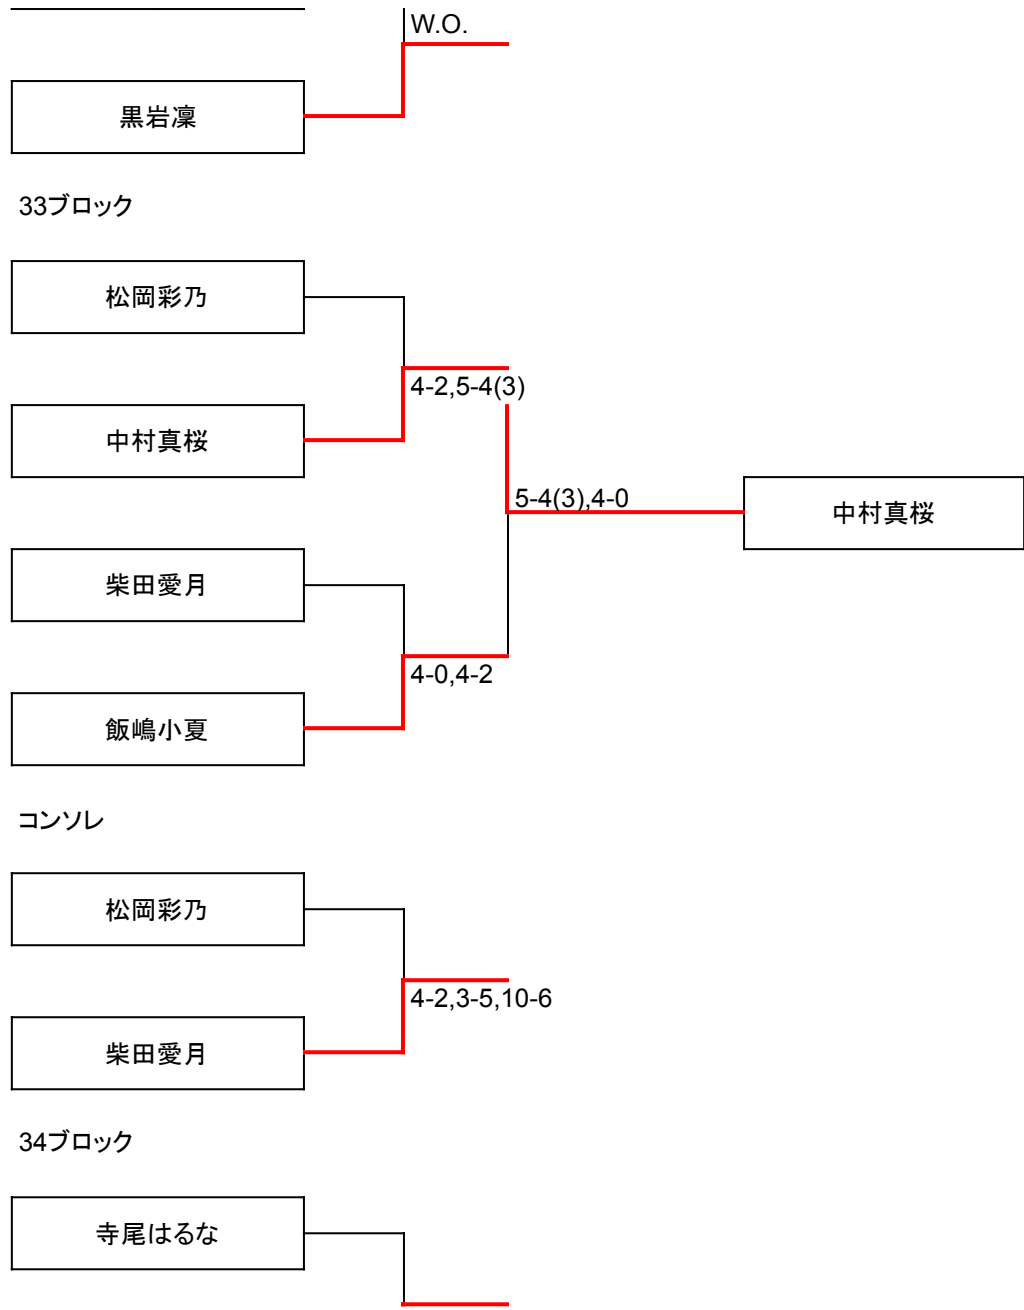 W.O.
黒岩凜
33ブロック
松岡彩乃
4-2,5-4(3)
中村真桜
5-4(3),4-0
中村真桜
柴田愛月
4-0,4-2
飯嶋小夏
コンソレ
松岡彩乃
4-2,3-5,10-6
柴田愛月
34ブロック
寺尾はるな